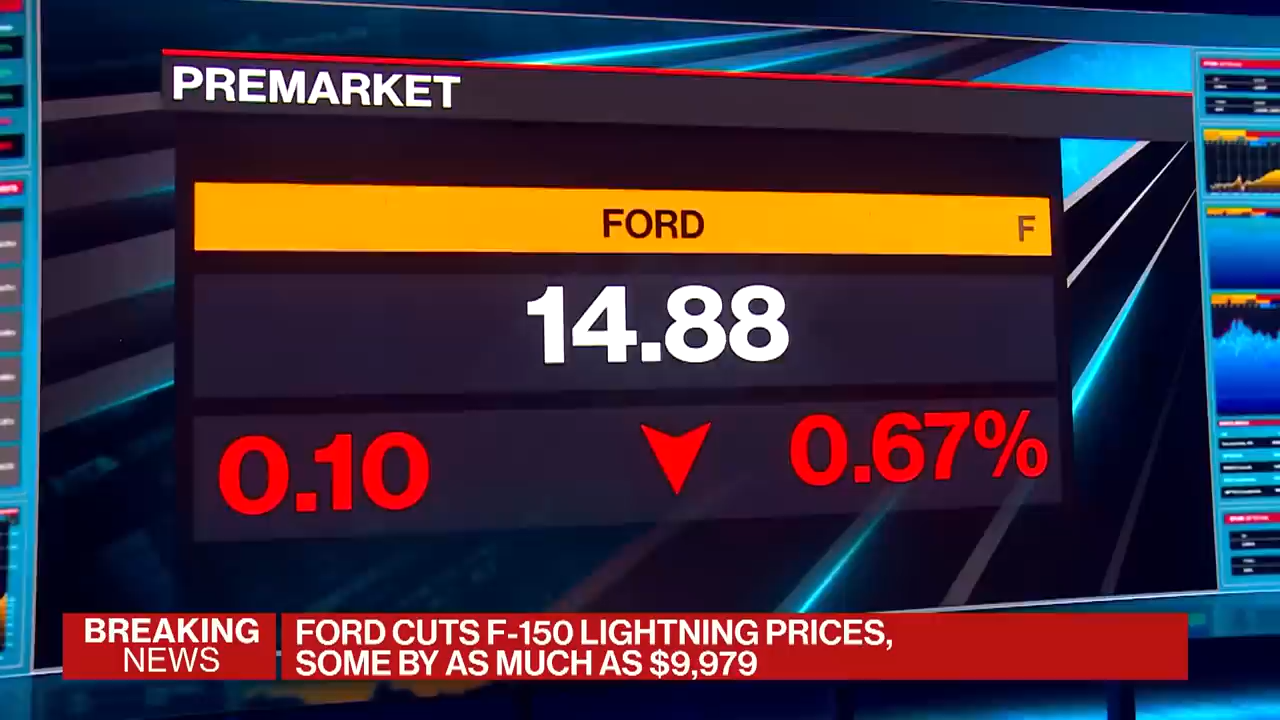 PREMARKET
FORD F
14.88
0.10 0.67%
BREAKING NEWS
FORD CUTS F-150 LIGHTNING PRICES,
SOME BY AS MUCH AS $9,979